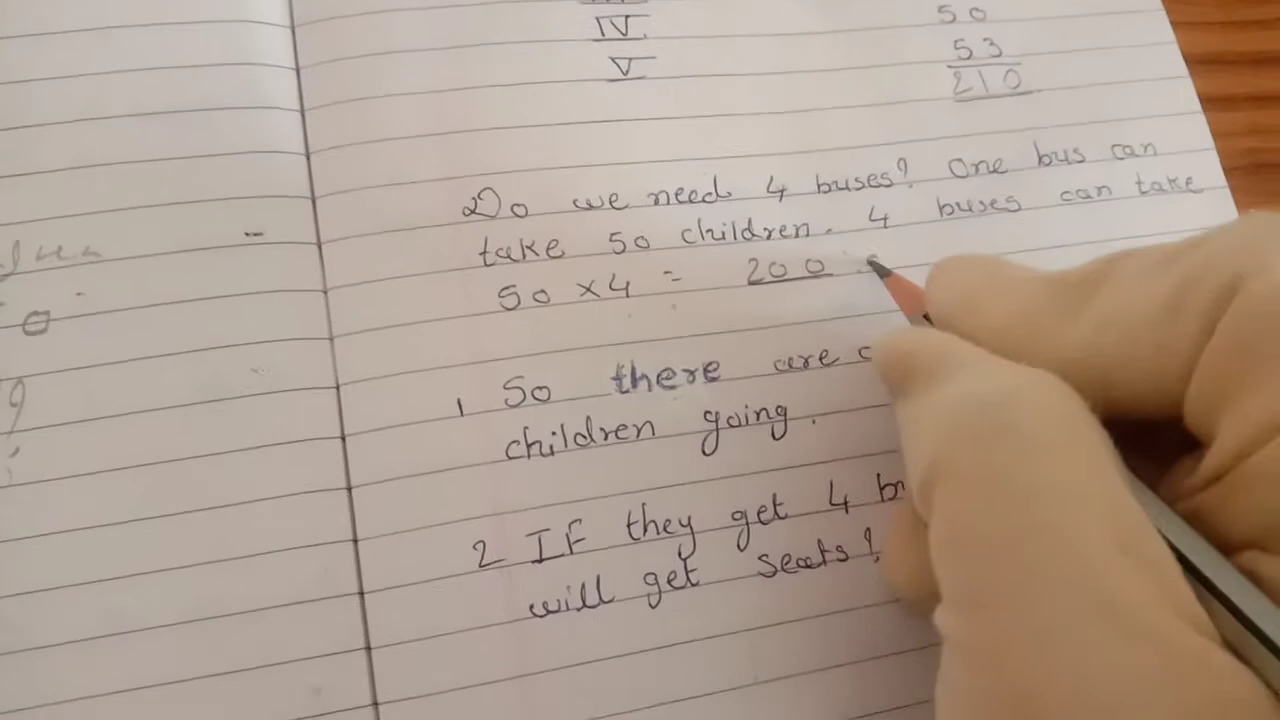 IV
50
V
53
210
Do we need 4 buses? One bus can
take 50 children. 4 buses can take
50 × 4 = 200
1 So there are
children going.
2 IF they get 4
will get seats?